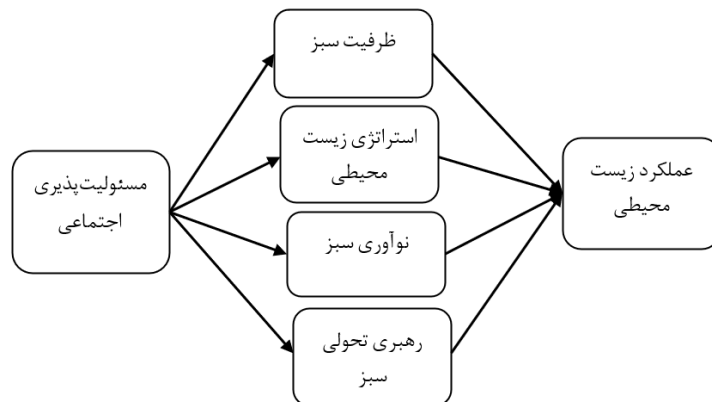 ظرفیت سبز
استراتژی زیست
محیطی
مسئولیت‌پذیری
اجتماعی
عملکرد زیست
محیطی
نوآوری سبز
رهبری تحولی
سبز